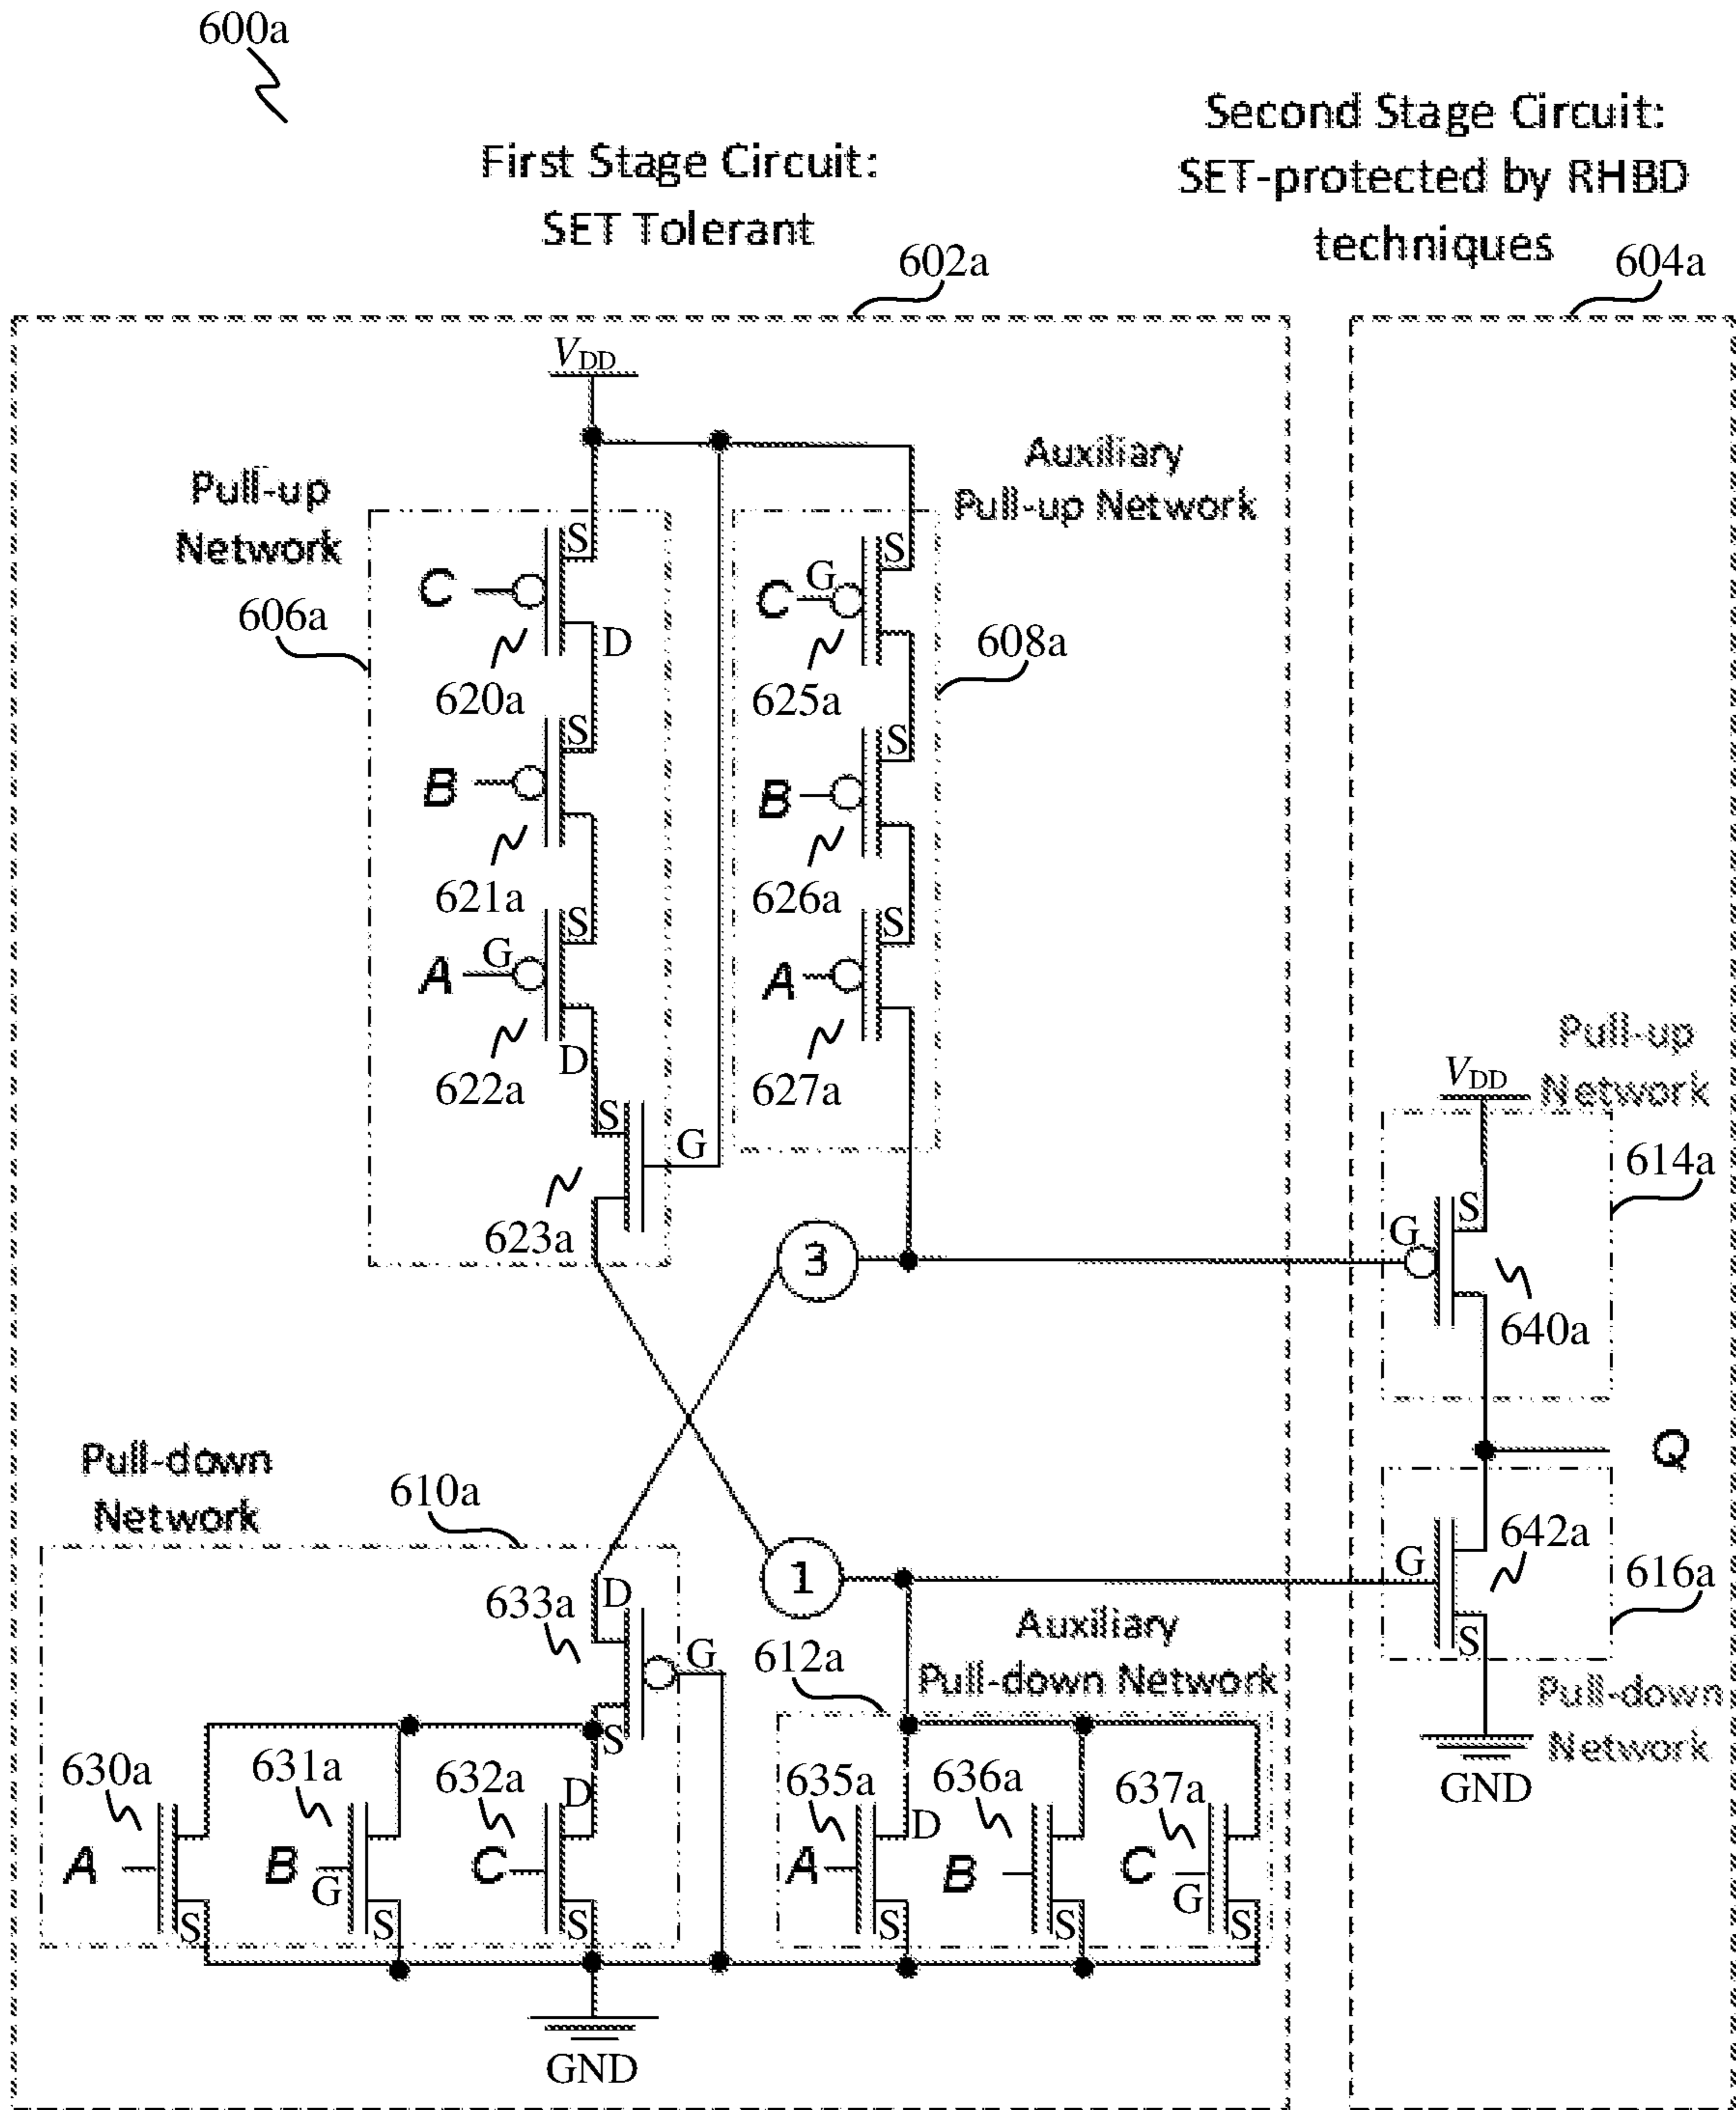 600a
First Stage Circuit:
SET Tolerant
Second Stage Circuit:
SET-protected by RHBD
techniques
602a
604a
VDD
Pull-up
Network
606a
Auxiliary
Pull-up Network
608a
C
S
D
620a
C
G
S
625a
B
S
621a
B
S
626a
A
G
S
D
622a
A
S
627a
S
G
623a
3
Pull-up
Network
VDD
614a
G
S
640a
Q
Pull-down
Network
610a
1
G
642a
S
616a
Pull-down
Network
GND
633a
D
G
S
612a
Auxiliary
Pull-down Network
630a
A
S
631a
B
G
S
632a
C
D
S
635a
A
D
S
636a
B
S
637a
C
G
S
GND